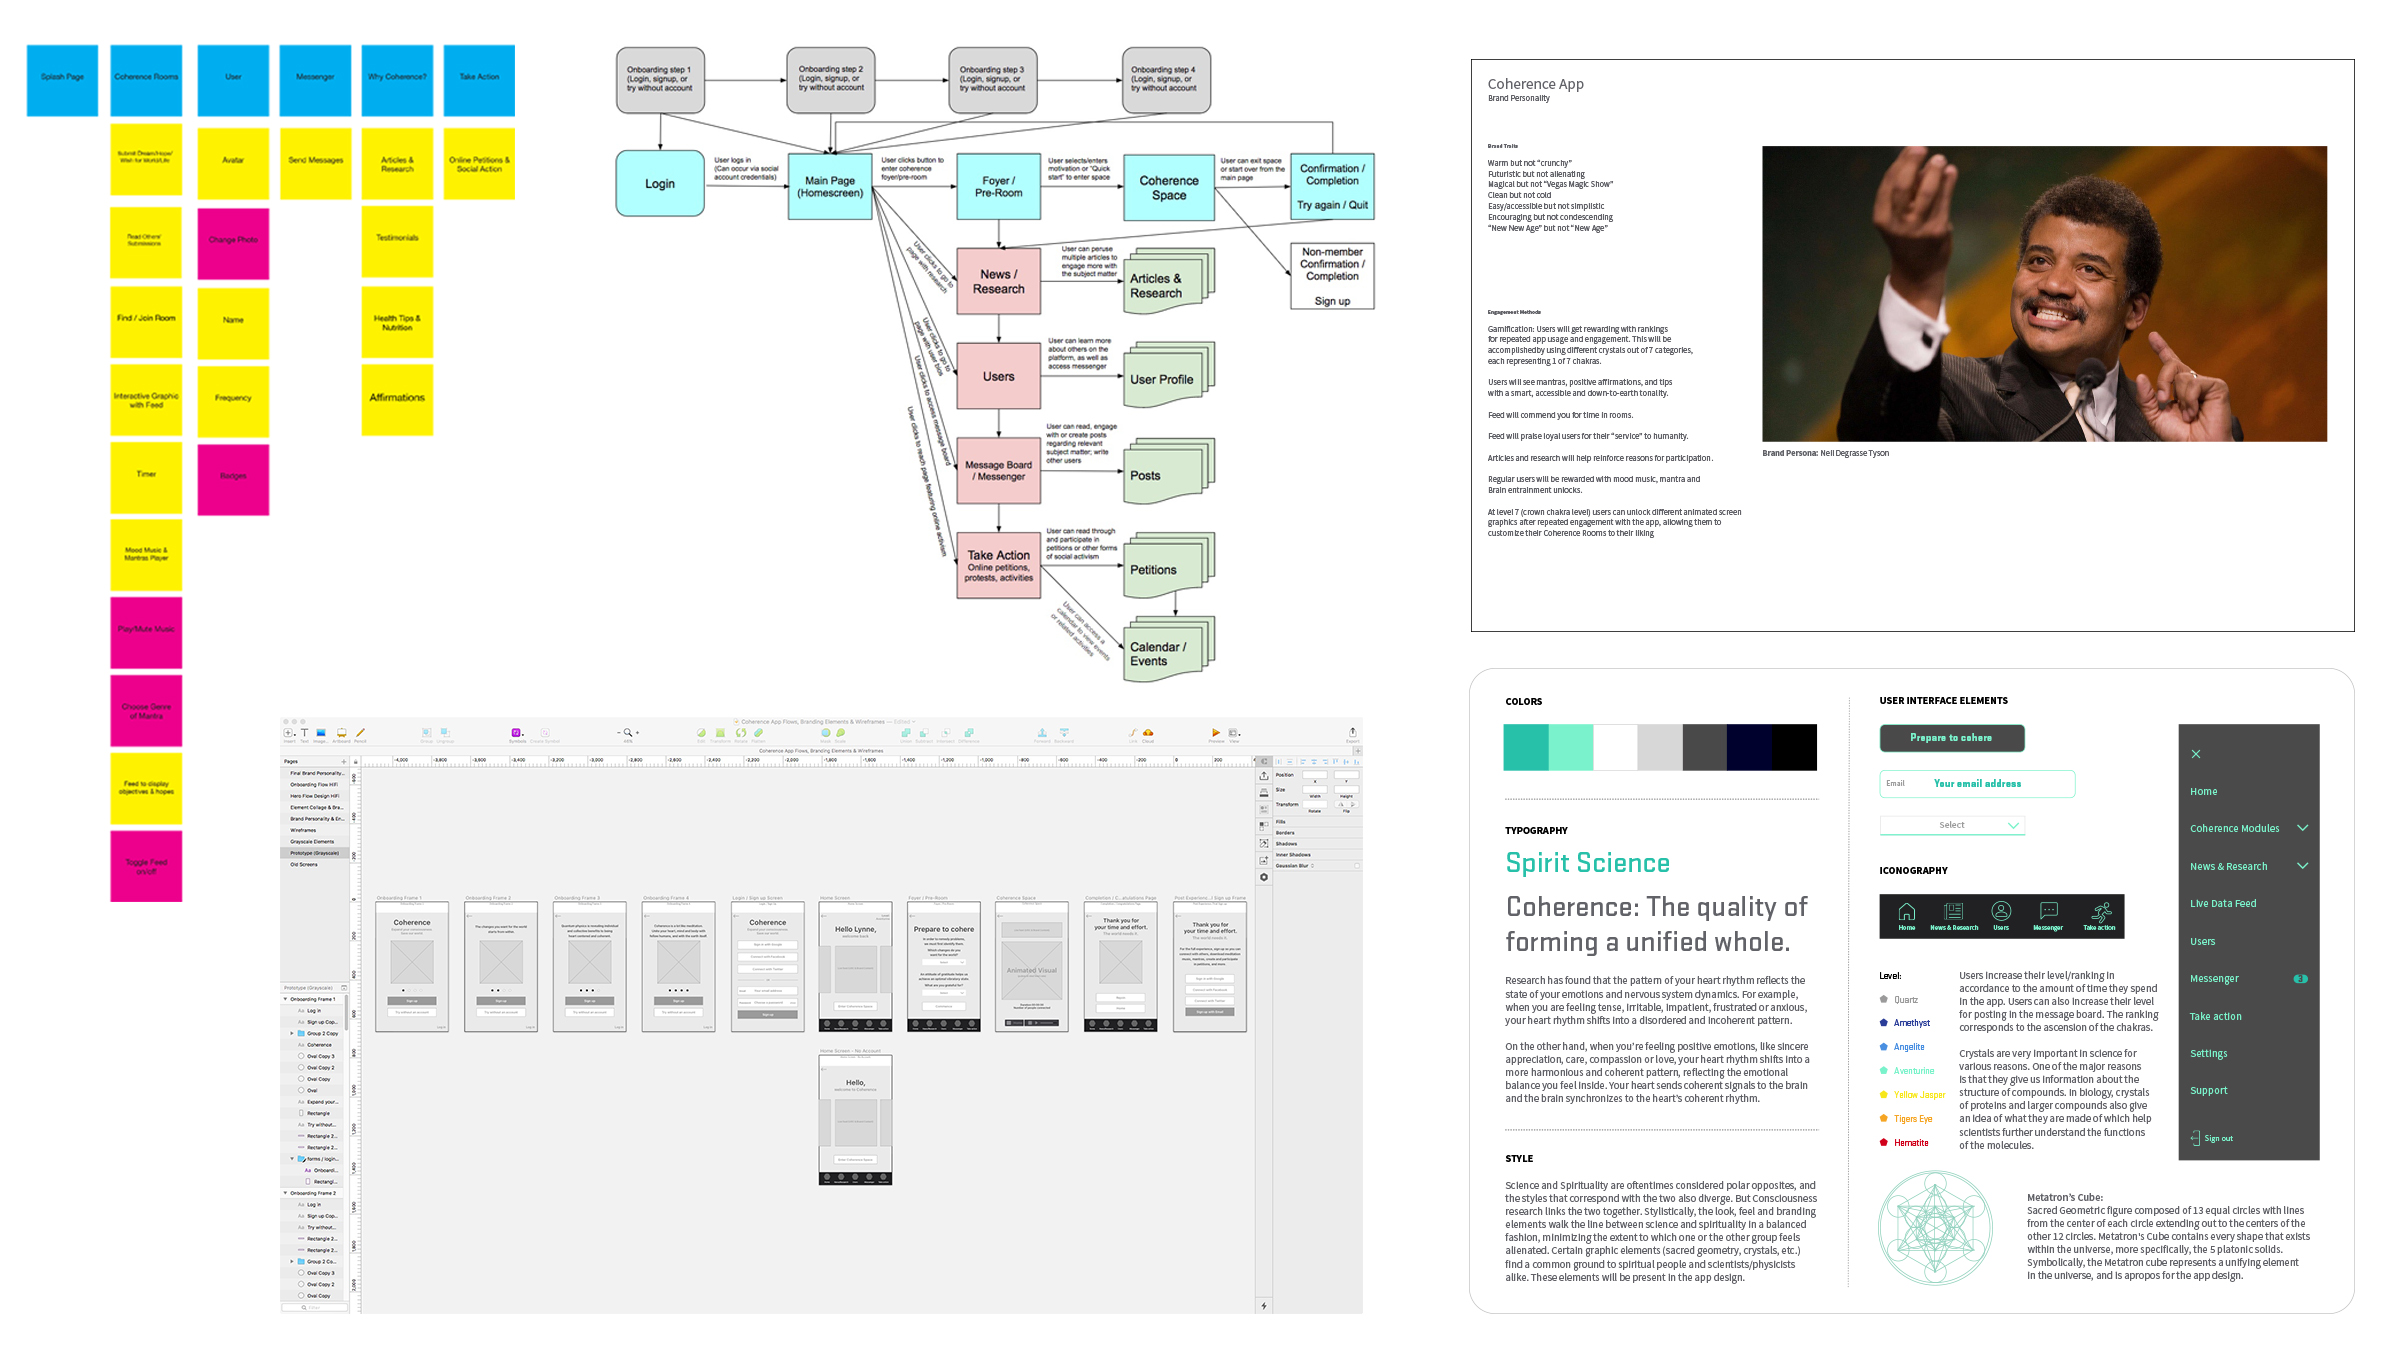 Splash Page
Coherence Rooms
User
Messenger
Why Coherence?
Take Action
Submit Dream/Hope/
Wish for World/Life
Avatar
Send Messages
Articles &
Research
Online Petitions &
Social Action
Read Others'
Submissions
Change Photo
Testimonials
Find / Join Room
Name
Health Tips &
Nutrition
Interactive Graphic
with Feed
Frequency
Affirmations
Timer
Badges
Mood Music &
Mantras Player
Play/Mute Music
Choose Genre
of Mantra
Feed to display
objectives & hopes
Toggle Feed
on/off
Onboarding step 1
(Login, signup, or
try without account
Onboarding step 2
(Login, signup, or
try without account
Onboarding step 3
(Login, signup, or
try without account
Onboarding step 4
(Login, signup, or
try without account
Login
User logs in
(Can occur via social
account credentials)
Main Page
(Homescreen)
User clicks button to
enter coherence
foyer/pre-room
Foyer /
Pre-Room
User selects/enters
motivation or "Quick
start" to enter space
Coherence
Space
User can exit space
or start over from the
main page
Confirmation /
Completion
Try again / Quit
Non-member
Confirmation /
Completion
Sign up
User clicks to go to
page with research
News /
Research
User can peruse
multiple articles to
engage more with
the subject matter
Articles &
Research
User clicks to go to
page with user bios
Users
User can learn more
about others on the
platform, as well as
access messenger
User Profile
User clicks to access message board
Message Board
/ Messenger
User can read, engage
with or create posts
regarding relevant
subject matter; write
other users
Posts
User clicks to reach page featuring online activism
Take Action
Online petitions,
protests, activities
User can read through
and participate in
petitions or other forms
of social activism
Petitions
User can access a
calendar to view events
or related activities
Calendar /
Events
Coherence App
Brand Personality
Brand Traits
Warm but not "crunchy"
Futuristic but not alienating
Magical but not "Vegas Magic Show"
Clean but not cold
Easy/accessible but not simplistic
Encouraging but not condescending
"New New Age" but not "New Age"
Engagement Methods
Gamification: Users will get rewarding with rankings
for repeated app usage and engagement. This will be
accomplishedby using different crystals out of 7 categories,
each representing 1 of 7 chakras.
Users will see mantras, positive affirmations, and tips
with a smart, accessible and down-to-earth tonality.
Feed will commend you for time in rooms.
Feed will praise loyal users for their "service" to humanity.
Articles and research will help reinforce reasons for participation.
Regular users will be rewarded with mood music, mantra and
Brain entrainment unlocks.
At level 7 (crown chakra level) users can unlock different animated screen
graphics after repeated engagement with the app, allowing them to
customize their Coherence Rooms to their liking
Brand Persona: Neil Degrasse Tyson
Coherence App Flows, Branding Elements & Wireframes — Edited
Coherence App Flows, Branding Elements & Wireframes
Pages
Final Brand Personality...
Onboarding Flow HiFi
Hero Flow Design HiFi
Element Collage & Bra...
Brand Personality & En...
Wireframes
Grayscale Elements
Prototype (Grayscale)
Old Screens
Prototype (Grayscale)
Onboarding Frame 1
Log in
Sign up Cop...
Group 2 Copy
Coherence
Oval Copy 3
Oval Copy 2
Oval Copy
Oval
Expand your...
Rectangle
Try without...
Rectangle 2...
Rectangle 2...
forms / login...
Onboardi...
Rectangl...
Onboarding Frame 2
Log in
Sign up Cop...
Try without...
Rectangle 2...
Rectangle 2...
Group 2 Co...
Oval Copy 3
Oval Copy 2
Oval Copy
Position
Size
Width
Height
Transform
Rotate
Flip
Fills
Borders
Shadows
Inner Shadows
Gaussian Blur
Onboarding Frame 1
Onboarding Frame 2
Onboarding Frame 3
Onboarding Frame 4
Login / Sign up Screen
Home Screen
Foyer / Pre-Room
Coherence Space
Coherence
Coherence
Hello Lynne,
welcome back
Prepare to cohere
Animated Visual
Thank you for
your time and effort.
The world needs it.
Thank you for
your time and effort.
The world needs it.
Home Screen - No Account
Hello,
welcome to Coherency
COLORS
TYPOGRAPHY
Spirit Science
Coherence: The quality of
forming a unified whole.
Research has found that the pattern of your heart rhythm reflects the
state of your emotions and nervous system dynamics. For example,
when you are feeling tense, irritable, impatient, frustrated or anxious,
your heart rhythm shifts into a disordered and incoherent pattern.
On the other hand, when you're feeling positive emotions, like sincere
appreciation, care, compassion or love, your heart rhythm shifts into a
more harmonious and coherent pattern, reflecting the emotional
balance you feel inside. Your heart sends coherent signals to the brain
and the brain synchronizes to the heart's coherent rhythm.
STYLE
Science and Spirituality are oftentimes considered polar opposites, and
the styles that correspond with the two also diverge. But Consciousness
research links the two together. Stylistically, the look, feel and branding
elements walk the line between science and spirituality in a balanced
fashion, minimizing the extent to which one or the other group feels
alienated. Certain graphic elements (sacred geometry, crystals, etc.)
find a common ground to spiritual people and scientists/physicists
alike. These elements will be present in the app design.
USER INTERFACE ELEMENTS
Prepare to cohere
Email
Your email address
Select
ICONOGRAPHY
Home
News & Research
Users
Messenger
Take action
Level:
Quartz
Amethyst
Angelite
Aventurine
Yellow Jasper
Tigers Eye
Hematite
Users increase their level/ranking in
accordance to the amount of time they spend
in the app. Users can also increase their level
for posting in the message board. The ranking
corresponds to the ascension of the chakras.
Crystals are very important in science for
various reasons. One of the major reasons
is that they give us information about the
structure of compounds. In biology, crystals
of proteins and larger compounds also give
an idea of what they are made of which help
scientists further understand the functions
of the molecules.
Home
Coherence Modules
News & Research
Live Data Feed
Users
Messenger
3
Take action
Settings
Support
Sign out
Metatron's Cube:
Sacred Geometric figure composed of 13 equal circles with lines
from the center of each circle extending out to the centers of the
other 12 circles. Metatron's Cube contains every shape that exists
within the universe, more specifically, the 5 platonic solids.
Symbolically, the Metatron cube represents a unifying element
in the universe, and is apropos for the app design.